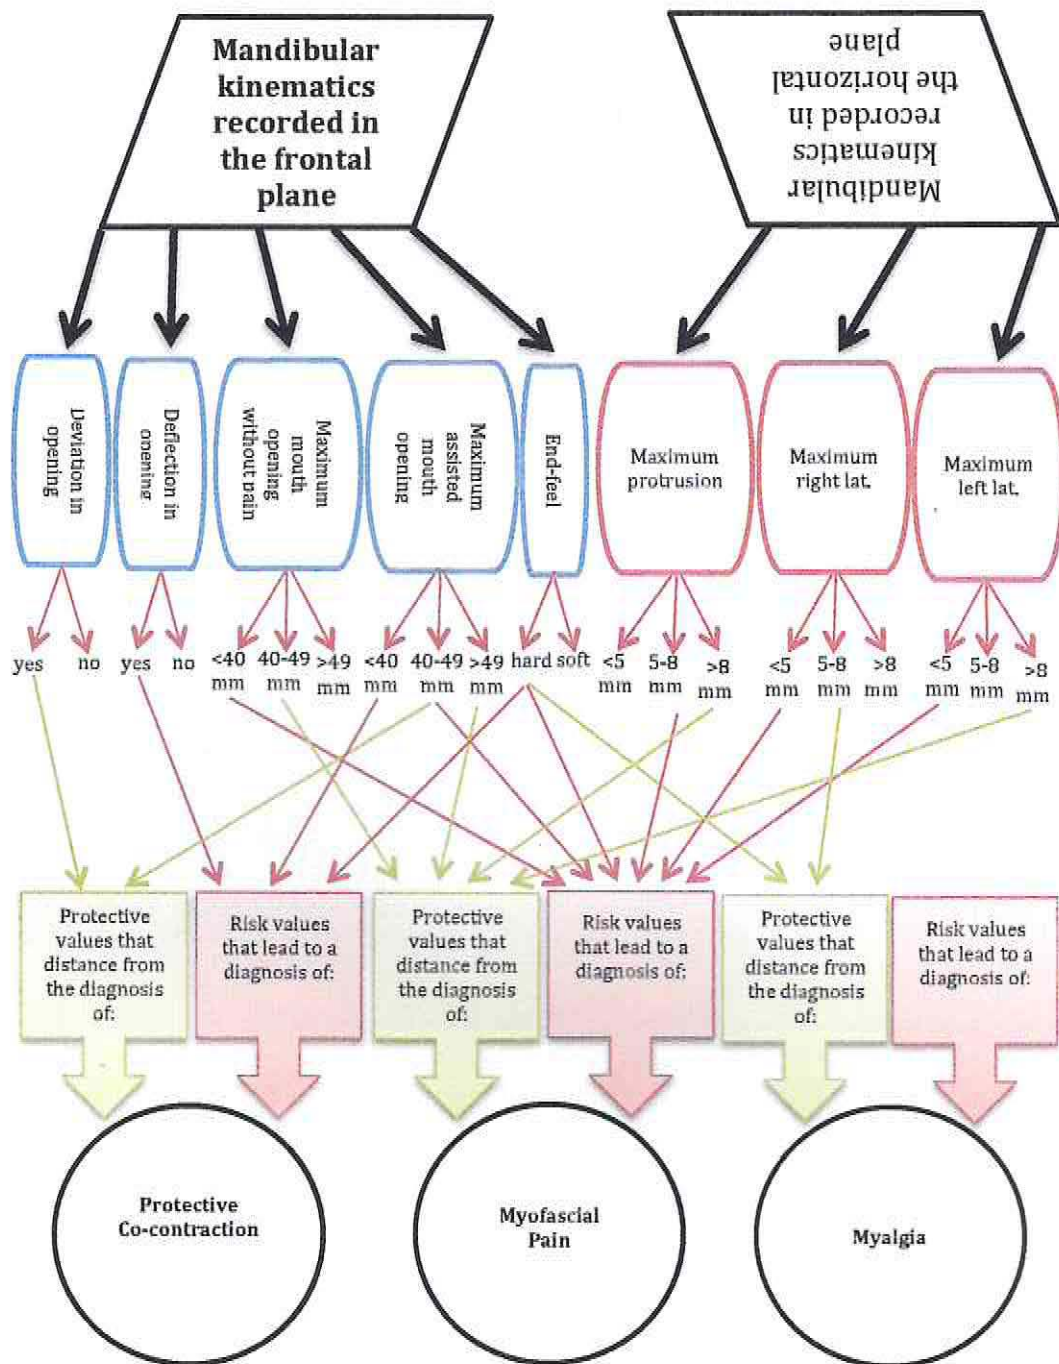 Mandibular
kinematics
recorded in
the frontal
plane
Mandibular
kinematics
recorded in
the horizontal
plane
Deviation in
opening
Deflection in
opening
Maximum
mouth
opening
without pain
Maximum
assisted
mouth
opening
End-feel
Maximum
protrusion
Maximum
right lat.
Maximum
left lat.
yes
no
yes
no
<40
mm
40-49
mm
>49
mm
<40
mm
40-49
mm
>49
mm
hard
soft
<5
mm
5-8
mm
>8
mm
<5
mm
5-8
mm
>8
mm
<5
mm
5-8
mm
>8
mm
Protective
values that
distance from
the diagnosis
of:
Risk values
that lead to a
diagnosis of:
Protective
values that
distance from
the diagnosis
of:
Risk values
that lead to a
diagnosis of:
Protective
values that
distance from
the diagnosis
of:
Risk values
that lead to a
diagnosis of:
Protective
Co-contraction
Myofascial
Pain
Myalgia